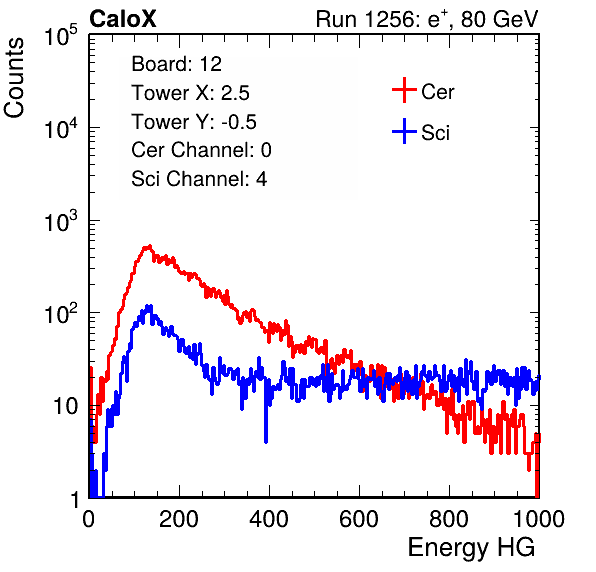 CaloX Run 1256: e⁺, 80 GeV
Counts
10⁵
10⁴
10³
10²
10
1
Board: 12
Tower X: 2.5
Tower Y: -0.5
Cer Channel: 0
Sci Channel: 4
Cer
Sci
0 200 400 600 800 1000
Energy HG